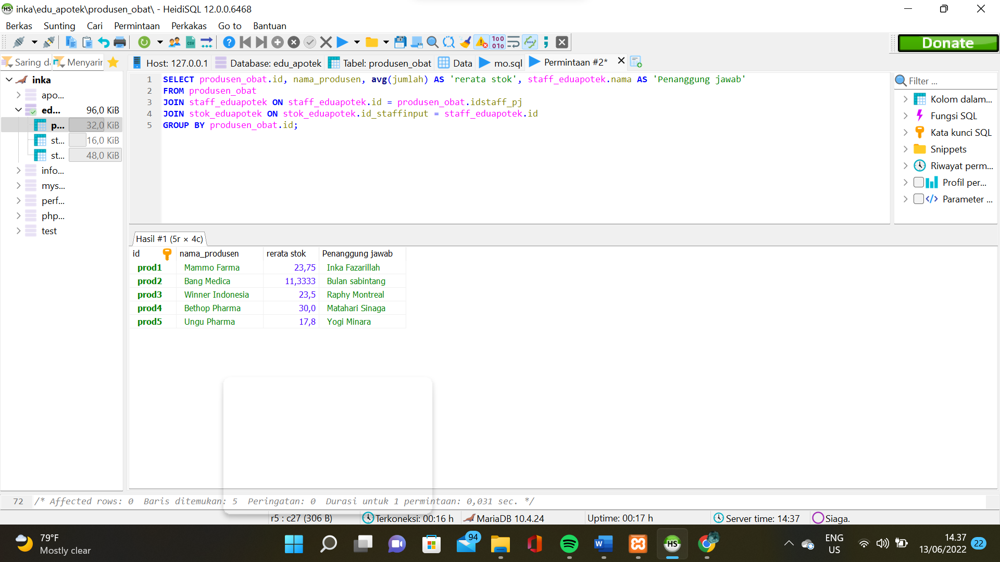 inka\edu_apotek\produsen_obat\ - HeidiSQL 12.0.0.6468
Berkas Sunting Cari Permintaan Perkakas Go to Bantuan
Donate
Saring da Menyarin Host: 127.0.0.1 Database: edu_apotek Tabel: produsen_obat Data mo.sql Permintaan #2*
inka
apo...
ed... 96,0 KiB
p... 32,0 KiB
st... 16,0 KiB
st... 48,0 KiB
info...
mys...
perf...
php...
test
1 SELECT produsen_obat.id, nama_produsen, avg(jumlah) AS 'rerata stok', staff_eduapotek.nama AS 'Penanggung jawab'
2 FROM produsen_obat
3 JOIN staff_eduapotek ON staff_eduapotek.id = produsen_obat.idstaff_pj
4 JOIN stok_eduapotek ON stok_eduapotek.id_staffinput = staff_eduapotek.id
5 GROUP BY produsen_obat.id;
Filter ...
Kolom dalam...
Fungsi SQL
Kata kunci SQL
Snippets
Riwayat perm...
Profil per...
Parameter ...
Hasil #1 (5r × 4c)
id nama_produsen rerata stok Penanggung jawab
prod1 Mammo Farma 23,75 Inka Fazarillah
prod2 Bang Medica 11,3333 Bulan sabintang
prod3 Winner Indonesia 23,5 Raphy Montreal
prod4 Bethop Pharma 30,0 Matahari Sinaga
prod5 Ungu Pharma 17,8 Yogi Minara
72 /* Affected rows: 0 Baris ditemukan: 5 Peringatan: 0 Durasi untuk 1 permintaan: 0,031 sec. */
r5 : c27 (306 B) Terkoneksi: 00:16 h MariaDB 10.4.24 Uptime: 00:17 h Server time: 14:37 Siaga.
79°F
Mostly clear
94
HS
ENG
US
14.37
13/06/2022
22